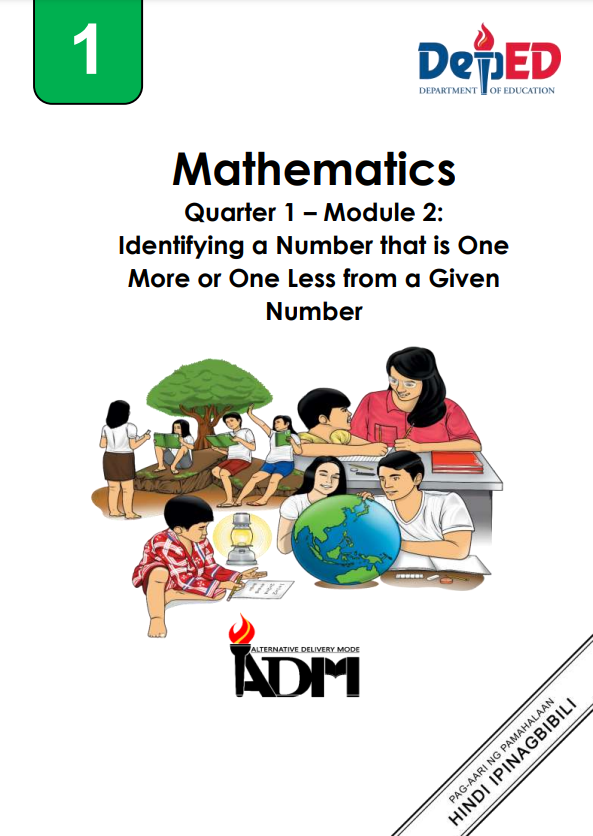 1
DepED
DEPARTMENT OF EDUCATION
Mathematics
Quarter 1 – Module 2:
Identifying a Number that is One
More or One Less from a Given
Number
ALTERNATIVE DELIVERY MODE
ADM
PAG-AARI NG PAMAHALAAN
HINDI IPINAGBIBILI